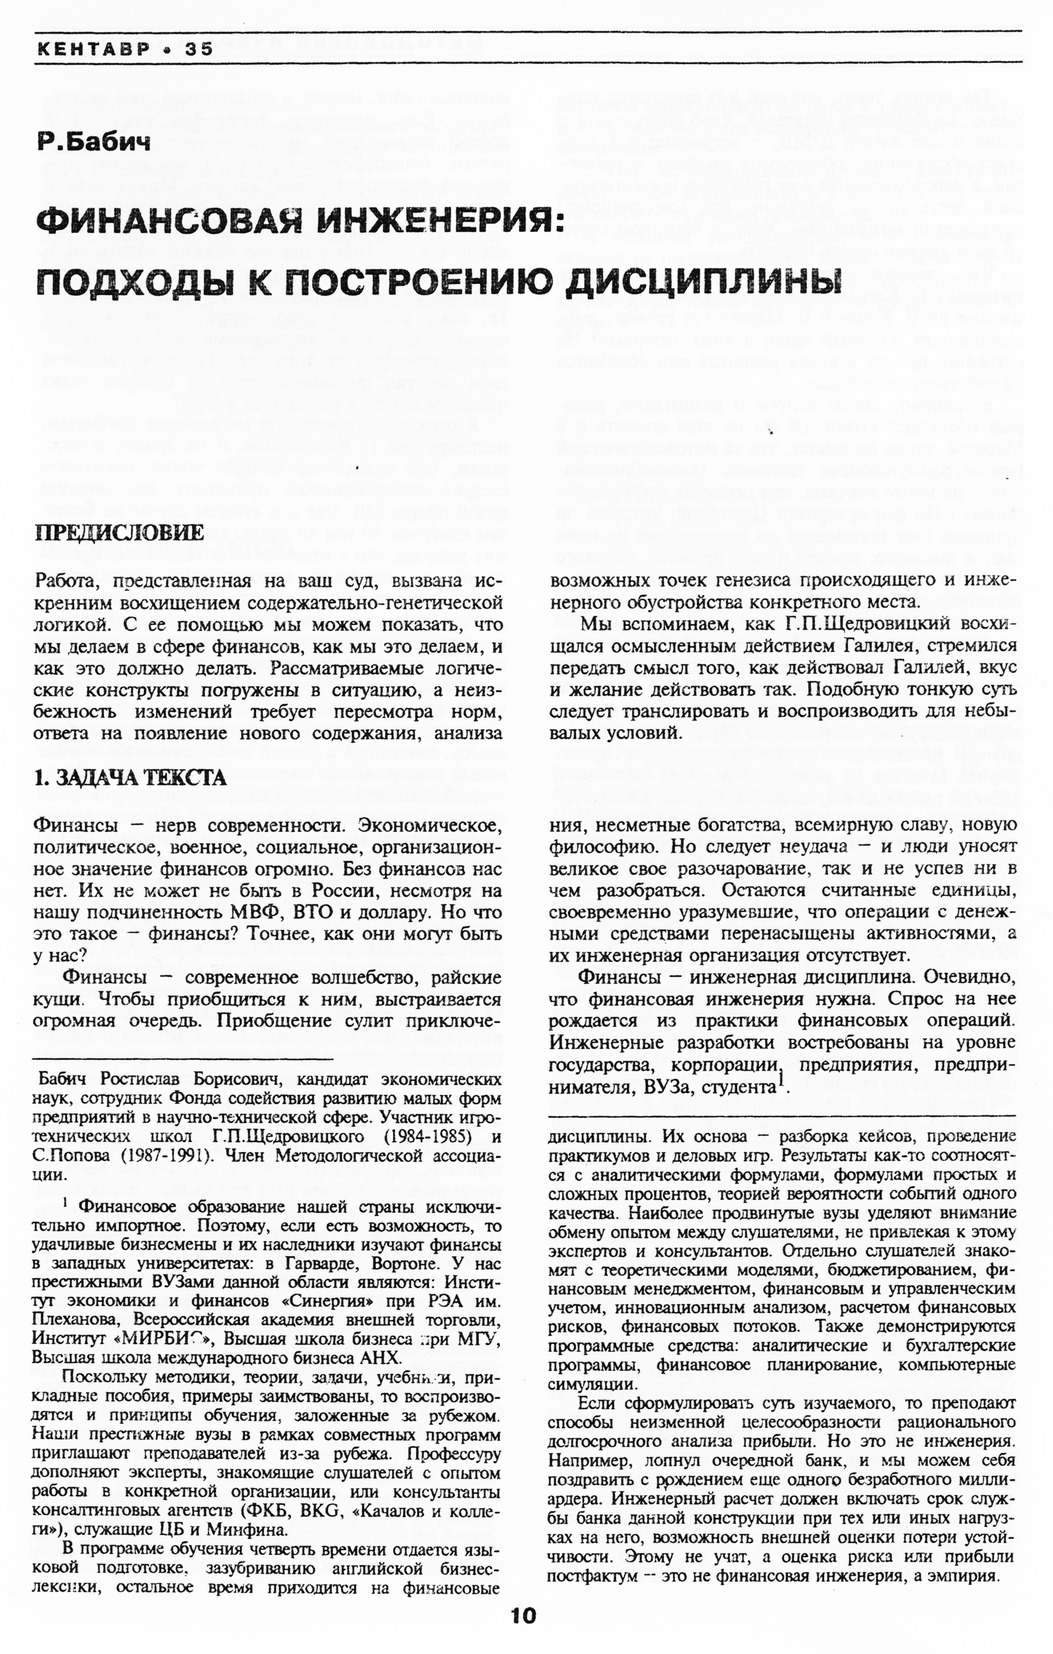 КЕНТАВР • 35
Р.Бабич
ФИНАНСОВАЯ ИНЖЕНЕРИЯ:
ПОДХОДЫ К ПОСТРОЕНИЮ ДИСЦИПЛИНЫ
ПРЕДИСЛОВИЕ
Работа, представленная на ваш суд, вызвана ис-
кренним восхищением содержательно-генетической
логикой. С ее помощью мы можем показать, что
мы делаем в сфере финансов, как мы это делаем, и
как это должно делать. Рассматриваемые логиче-
ские конструкты погружены в ситуацию, а неиз-
бежность изменений требует пересмотра норм,
ответа на появление нового содержания, анализа
возможных точек генезиса происходящего и инже-
нерного обустройства конкретного места.
Мы вспоминаем, как Г.П.Щедровицкий восхи-
щался осмысленным действием Галилея, стремился
передать смысл того, как действовал Галилей, вкус
и желание действовать так. Подобную тонкую суть
следует транслировать и воспроизводить для небы-
валых условий.
1. ЗАДАЧА ТЕКСТА
Финансы — нерв современности. Экономическое,
политическое, военное, социальное, организацион-
ное значение финансов огромно. Без финансов нас
нет. Их не может не быть в России, несмотря на
нашу подчиненность МВФ, ВТО и доллару. Но что
это такое — финансы? Точнее, как они могут быть
у нас?
Финансы — современное волшебство, райские
кущи. Чтобы приобщиться к ним, выстраивается
огромная очередь. Приобщение сулит приключе-
ния, несметные богатства, всемирную славу, новую
философию. Но следует неудача — и люди уносят
великое свое разочарование, так и не успев ни в
чем разобраться. Остаются считанные единицы,
своевременно уразумевшие, что операции с денеж-
ными средствами перенасыщены активностями, а
их инженерная организация отсутствует.
Финансы — инженерная дисциплина. Очевидно,
что финансовая инженерия нужна. Спрос на нее
рождается из практики финансовых операций.
Инженерные разработки востребованы на уровне
государства, корпорации, предприятия, предпри-
нимателя, ВУЗа, студента¹.
Бабич Ростислав Борисович, кандидат экономических
наук, сотрудник Фонда содействия развитию малых форм
предприятий в научно-технической сфере. Участник игро-
технических школ Г.П.Щедровицкого (1984-1985) и
С.Попова (1987-1991). Член Методологической ассоциа-
ции.
¹ Финансовое образование нашей страны исключи-
тельно импортное. Поэтому, если есть возможность, то
удачливые бизнесмены и их наследники изучают финансы
в западных университетах: в Гарварде, Вортоне. У нас
престижными ВУЗами данной области являются: Инсти-
тут экономики и финансов «Синергия» при РЭА им.
Плеханова, Всероссийская академия внешней торговли,
Институт «МИРБИС», Высшая школа бизнеса при МГУ,
Высшая школа международного бизнеса АНХ.
Поскольку методики, теории, задачи, учебники, при-
кладные пособия, примеры заимствованы, то воспроизво-
дятся и принципы обучения, заложенные за рубежом.
Наши престижные вузы в рамках совместных программ
приглашают преподавателей из-за рубежа. Профессуру
дополняют эксперты, знакомящие слушателей с опытом
работы в конкретной организации, или консультанты
консалтинговых агентств (ФКБ, BKG, «Качалов и колле-
ги»), служащие ЦБ и Минфина.
В программе обучения четверть времени отдается язы-
ковой подготовке, зазубриванию английской бизнес-
лексики, остальное время приходится на финансовые
дисциплины. Их основа — разборка кейсов, проведение
практикумов и деловых игр. Результаты как-то соотносят-
ся с аналитическими формулами, формулами простых и
сложных процентов, теорией вероятности событий одного
качества. Наиболее продвинутые вузы уделяют внимание
обмену опытом между слушателями, не привлекая к этому
экспертов и консультантов. Отдельно слушателей знако-
мят с теоретическими моделями, бюджетированием, фи-
нансовым менеджментом, финансовым и управленческим
учетом, инновационным анализом, расчетом финансовых
рисков, финансовых потоков. Также демонстрируются
программные средства: аналитические и бухгалтерские
программы, финансовое планирование, компьютерные
симуляции.
Если сформулировать суть изучаемого, то преподают
способы неизменной целесообразности рационального
долгосрочного анализа прибыли. Но это не инженерия.
Например, лопнул очередной банк, и мы можем себя
поздравить с рождением еще одного безработного милли-
ардера. Инженерный расчет должен включать срок служ-
бы банка данной конструкции при тех или иных нагруз-
ках на него, возможность внешней оценки потери устой-
чивости. Этому не учат, а оценка риска или прибыли
постфактум -- это не финансовая инженерия, а эмпирия.
10